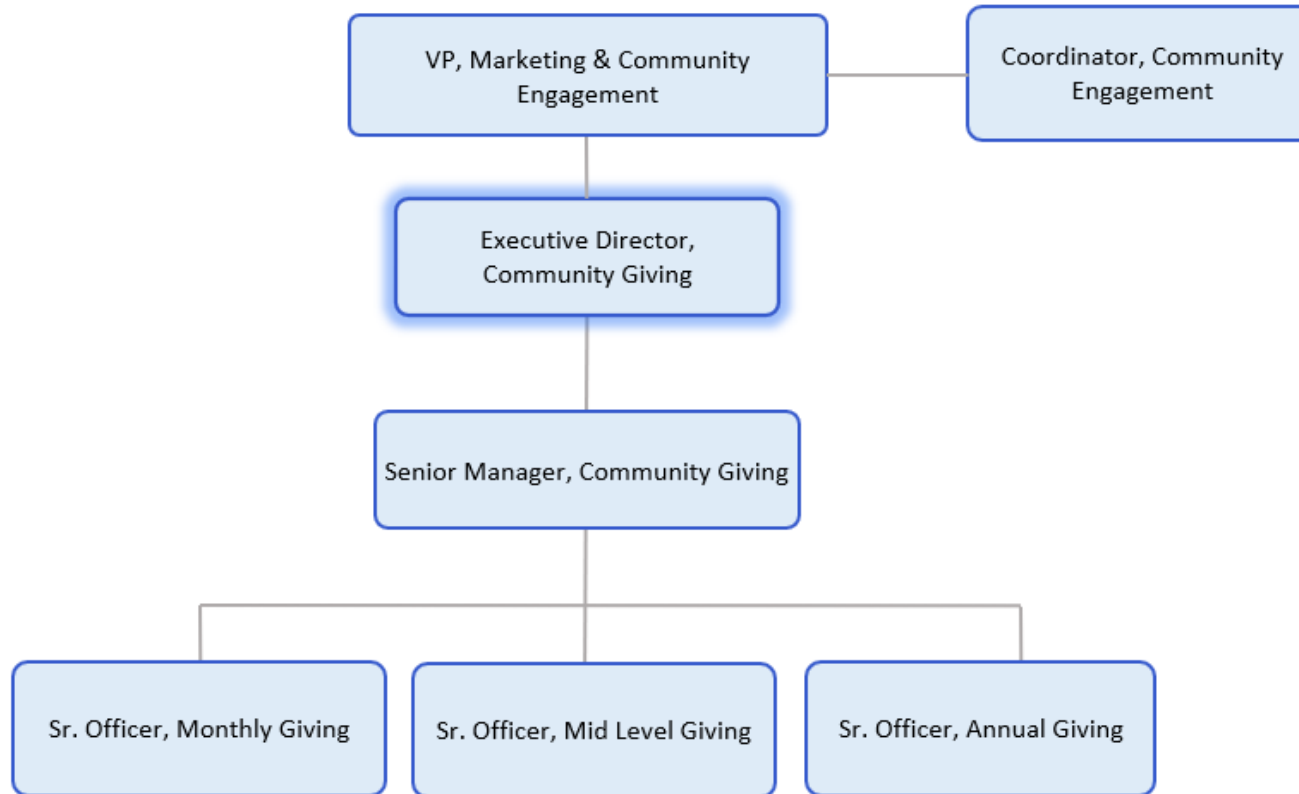 VP, Marketing & Community
Engagement
Coordinator, Community
Engagement
Executive Director,
Community Giving
Senior Manager, Community Giving
Sr. Officer, Monthly Giving
Sr. Officer, Mid Level Giving
Sr. Officer, Annual Giving